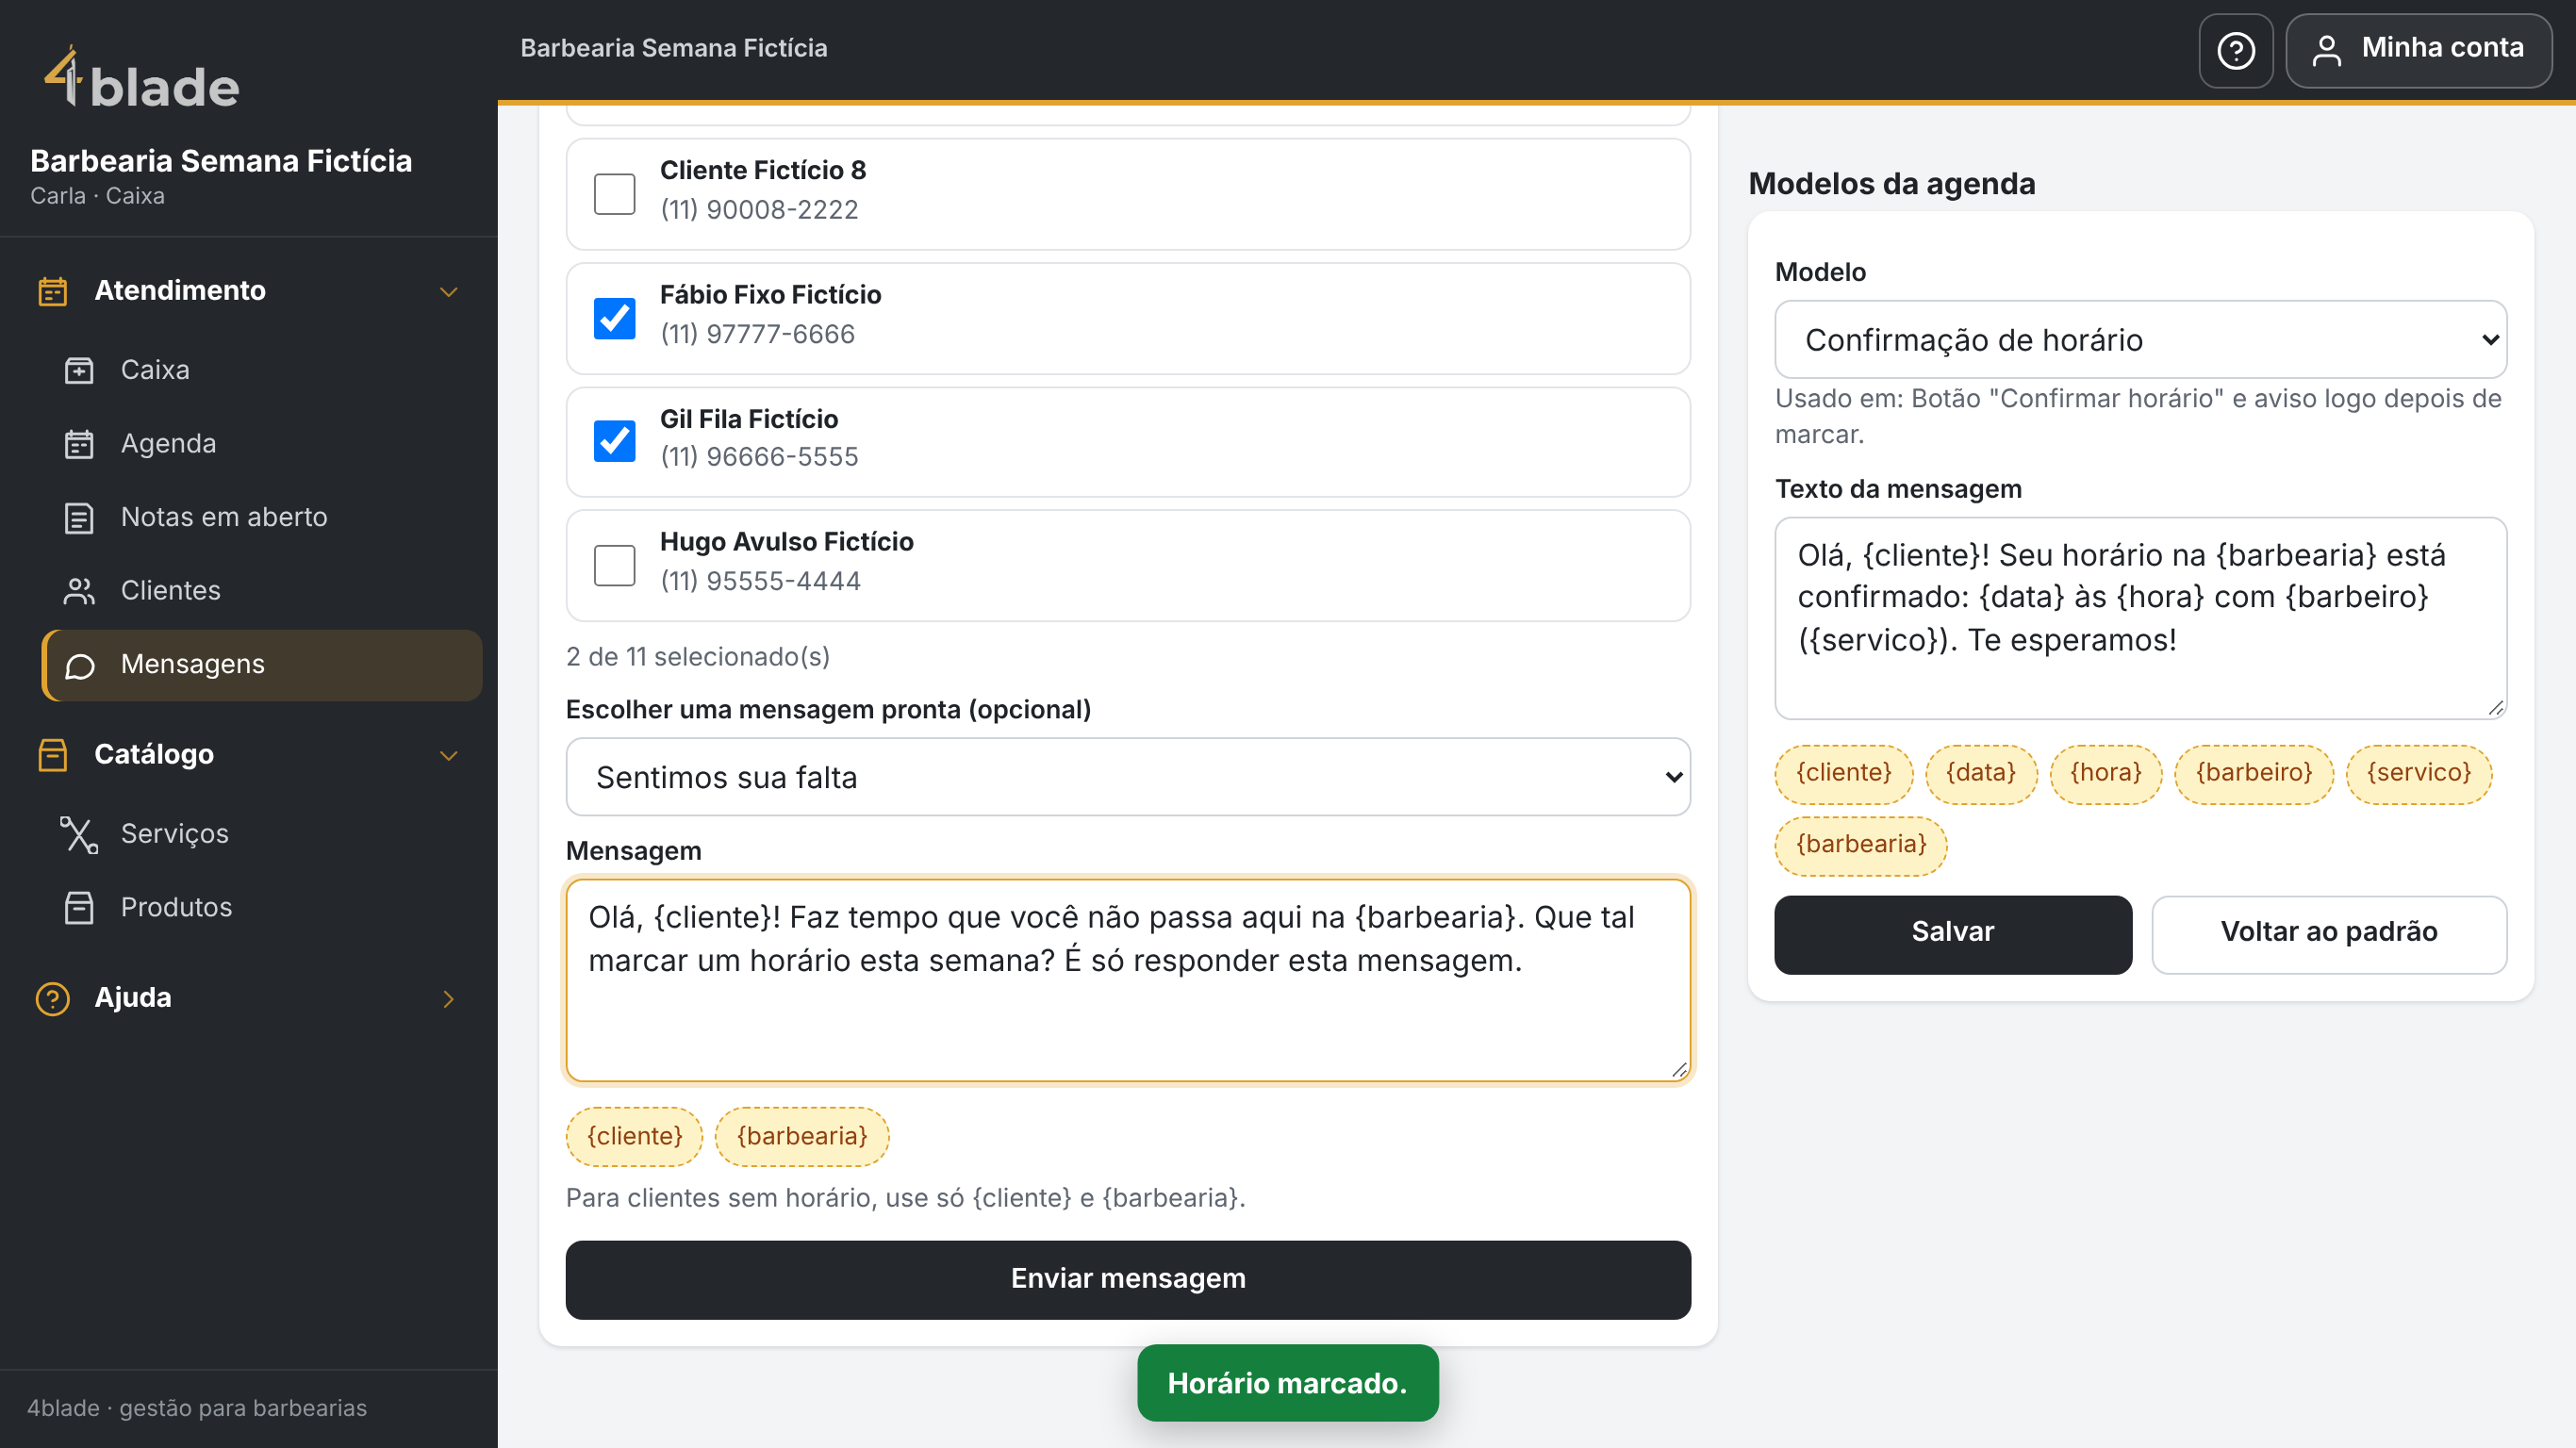 4blade
Barbearia Semana Fictícia
Carla · Caixa
Atendimento
Caixa
Agenda
Notas em aberto
Clientes
Mensagens
Catálogo
Serviços
Produtos
Ajuda
4blade · gestão para barbearias
Barbearia Semana Fictícia
Minha conta
Cliente Fictício 8
(11) 90008-2222
Fábio Fixo Fictício
(11) 97777-6666
Gil Fila Fictício
(11) 96666-5555
Hugo Avulso Fictício
(11) 95555-4444
2 de 11 selecionado(s)
Escolher uma mensagem pronta (opcional)
Sentimos sua falta
Mensagem
Olá, {cliente}! Faz tempo que você não passa aqui na {barbearia}. Que tal
marcar um horário esta semana? É só responder esta mensagem.
{cliente} {barbearia}
Para clientes sem horário, use só {cliente} e {barbearia}.
Enviar mensagem
Horário marcado.
Modelos da agenda
Modelo
Confirmação de horário
Usado em: Botão "Confirmar horário" e aviso logo depois de
marcar.
Texto da mensagem
Olá, {cliente}! Seu horário na {barbearia} está
confirmado: {data} às {hora} com {barbeiro}
({servico}). Te esperamos!
{cliente} {data} {hora} {barbeiro} {servico}
{barbearia}
Salvar
Voltar ao padrão